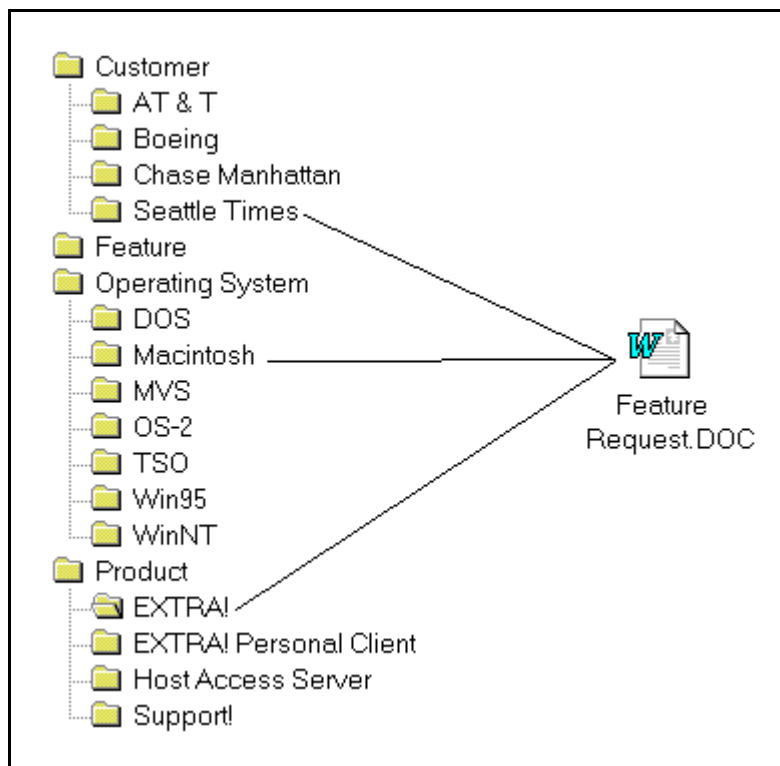 Customer
AT & T
Boeing
Chase Manhattan
Seattle Times
Feature
Operating System
DOS
Macintosh
MVS
OS-2
TSO
Win95
WinNT
Product
EXTRA!
EXTRA! Personal Client
Host Access Server
Support!
W
Feature
Request.DOC